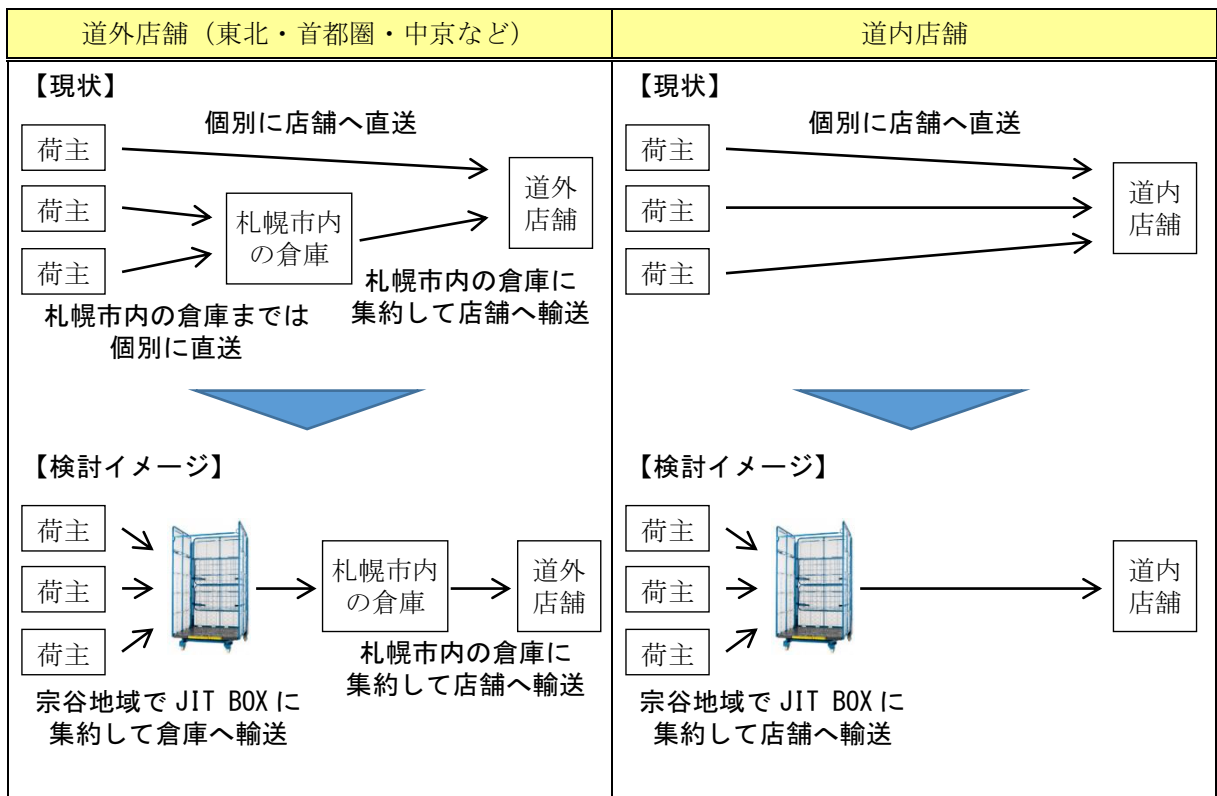 道外店舗（東北・首都圏・中京など）
【現状】
個別に店舗へ直送
荷主
荷主
荷主
札幌市内
の倉庫
道外
店舗
札幌市内の倉庫までは
個別に直送
札幌市内の倉庫に
集約して店舗へ輸送
【検討イメージ】
荷主
荷主
荷主
札幌市内
の倉庫
道外
店舗
宗谷地域で JIT BOX に
集約して倉庫へ輸送
札幌市内の倉庫に
集約して店舗へ輸送
道内店舗
【現状】
個別に店舗へ直送
荷主
荷主
荷主
道内
店舗
【検討イメージ】
荷主
荷主
荷主
道内
店舗
宗谷地域で JIT BOX に
集約して店舗へ輸送